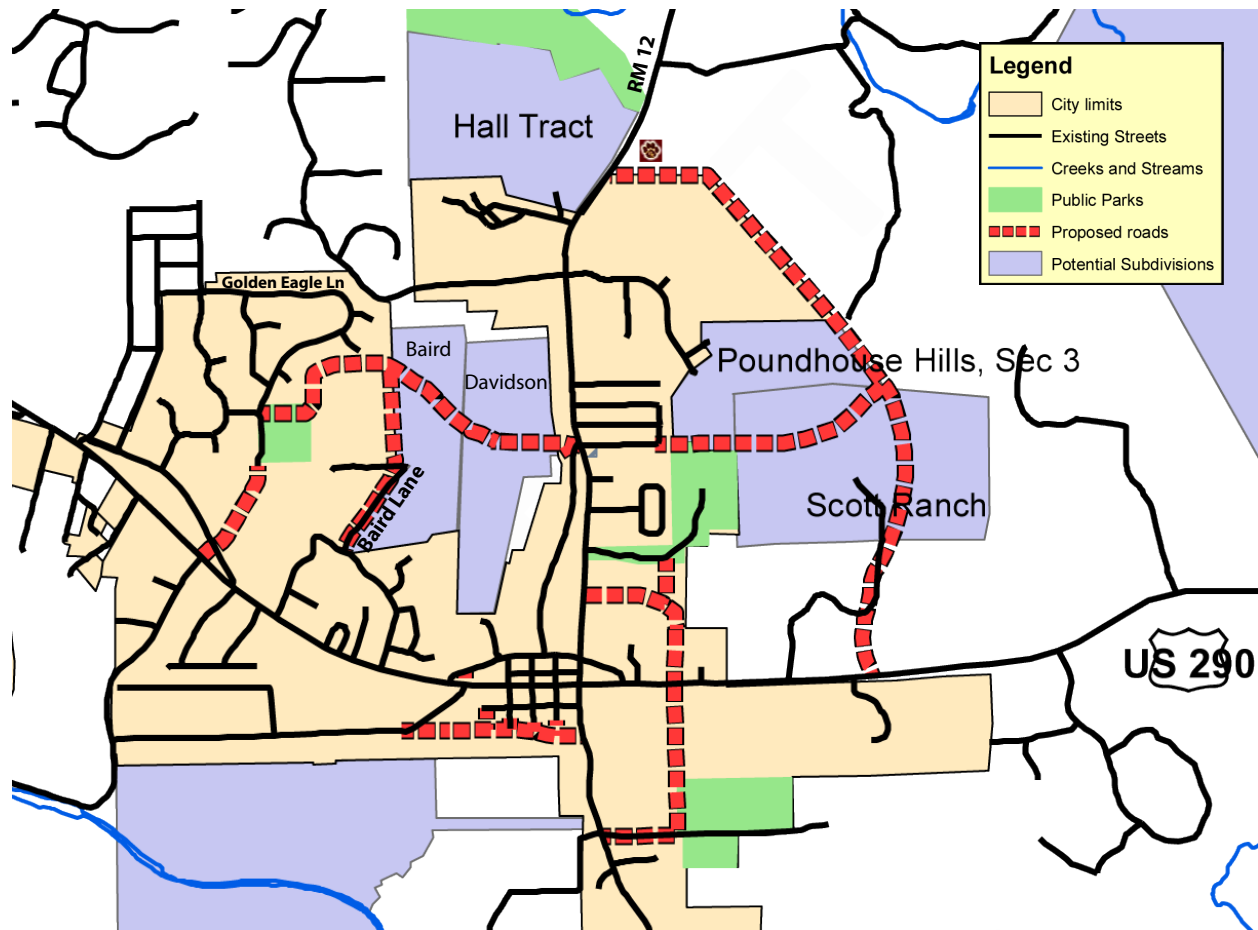 RM 12
Legend
City limits
Existing Streets
Creeks and Streams
Public Parks
Proposed roads
Potential Subdivisions
Hall Tract
Golden Eagle Ln
Baird
Davidson
Poundhouse Hills, Sec 3
Baird Lane
Scott Ranch
US 290